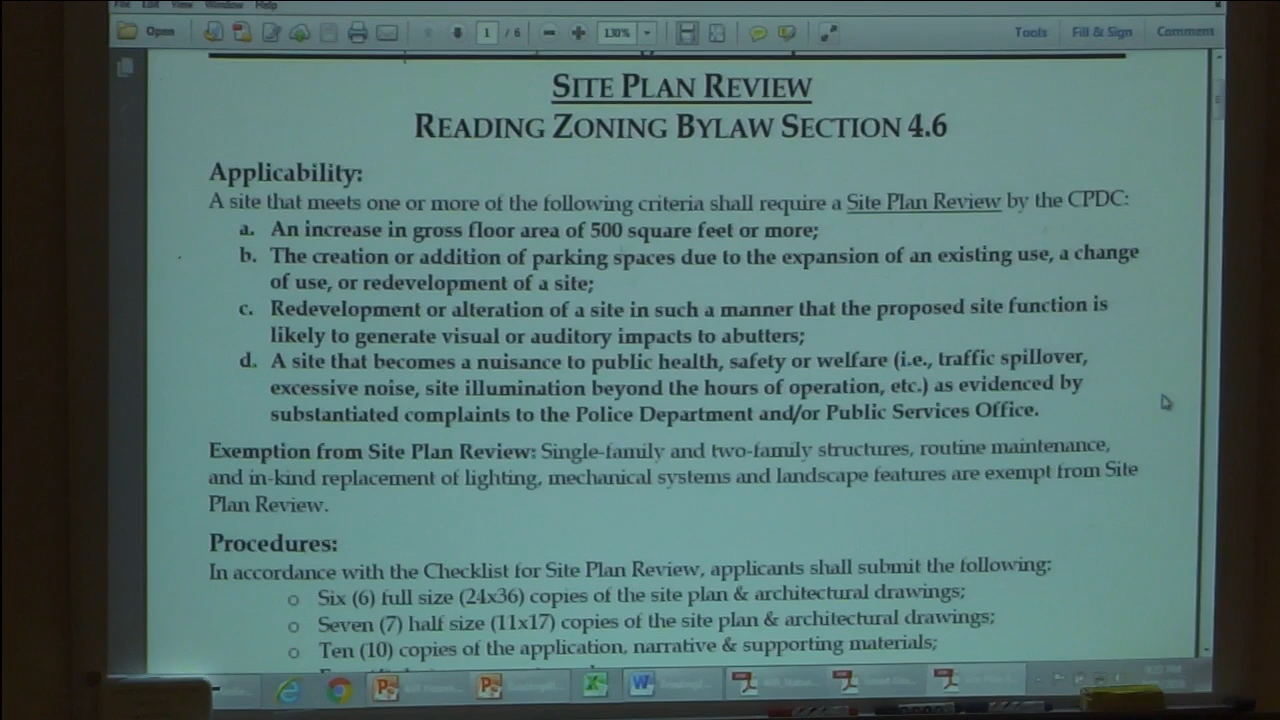 File Edit View Window
Open 1 / 6 130% Tools Fill & Sign Comment
SITE PLAN REVIEW
READING ZONING BYLAW SECTION 4.6
Applicability:
A site that meets one or more of the following criteria shall require a Site Plan Review by the CPDC:
a. An increase in gross floor area of 500 square feet or more;
b. The creation or addition of parking spaces due to the expansion of an existing use, a change
of use, or redevelopment of a site;
c. Redevelopment or alteration of a site in such a manner that the proposed site function is
likely to generate visual or auditory impacts to abutters;
d. A site that becomes a nuisance to public health, safety or welfare (i.e., traffic spillover,
excessive noise, site illumination beyond the hours of operation, etc.) as evidenced by
substantiated complaints to the Police Department and/or Public Services Office.
Exemption from Site Plan Review: Single-family and two-family structures, routine maintenance,
and in-kind replacement of lighting, mechanical systems and landscape features are exempt from Site
Plan Review.
Procedures:
In accordance with the Checklist for Site Plan Review, applicants shall submit the following:
o Six (6) full size (24x36) copies of the site plan & architectural drawings;
o Seven (7) half size (11x17) copies of the site plan & architectural drawings;
o Ten (10) copies of the application, narrative & supporting materials;